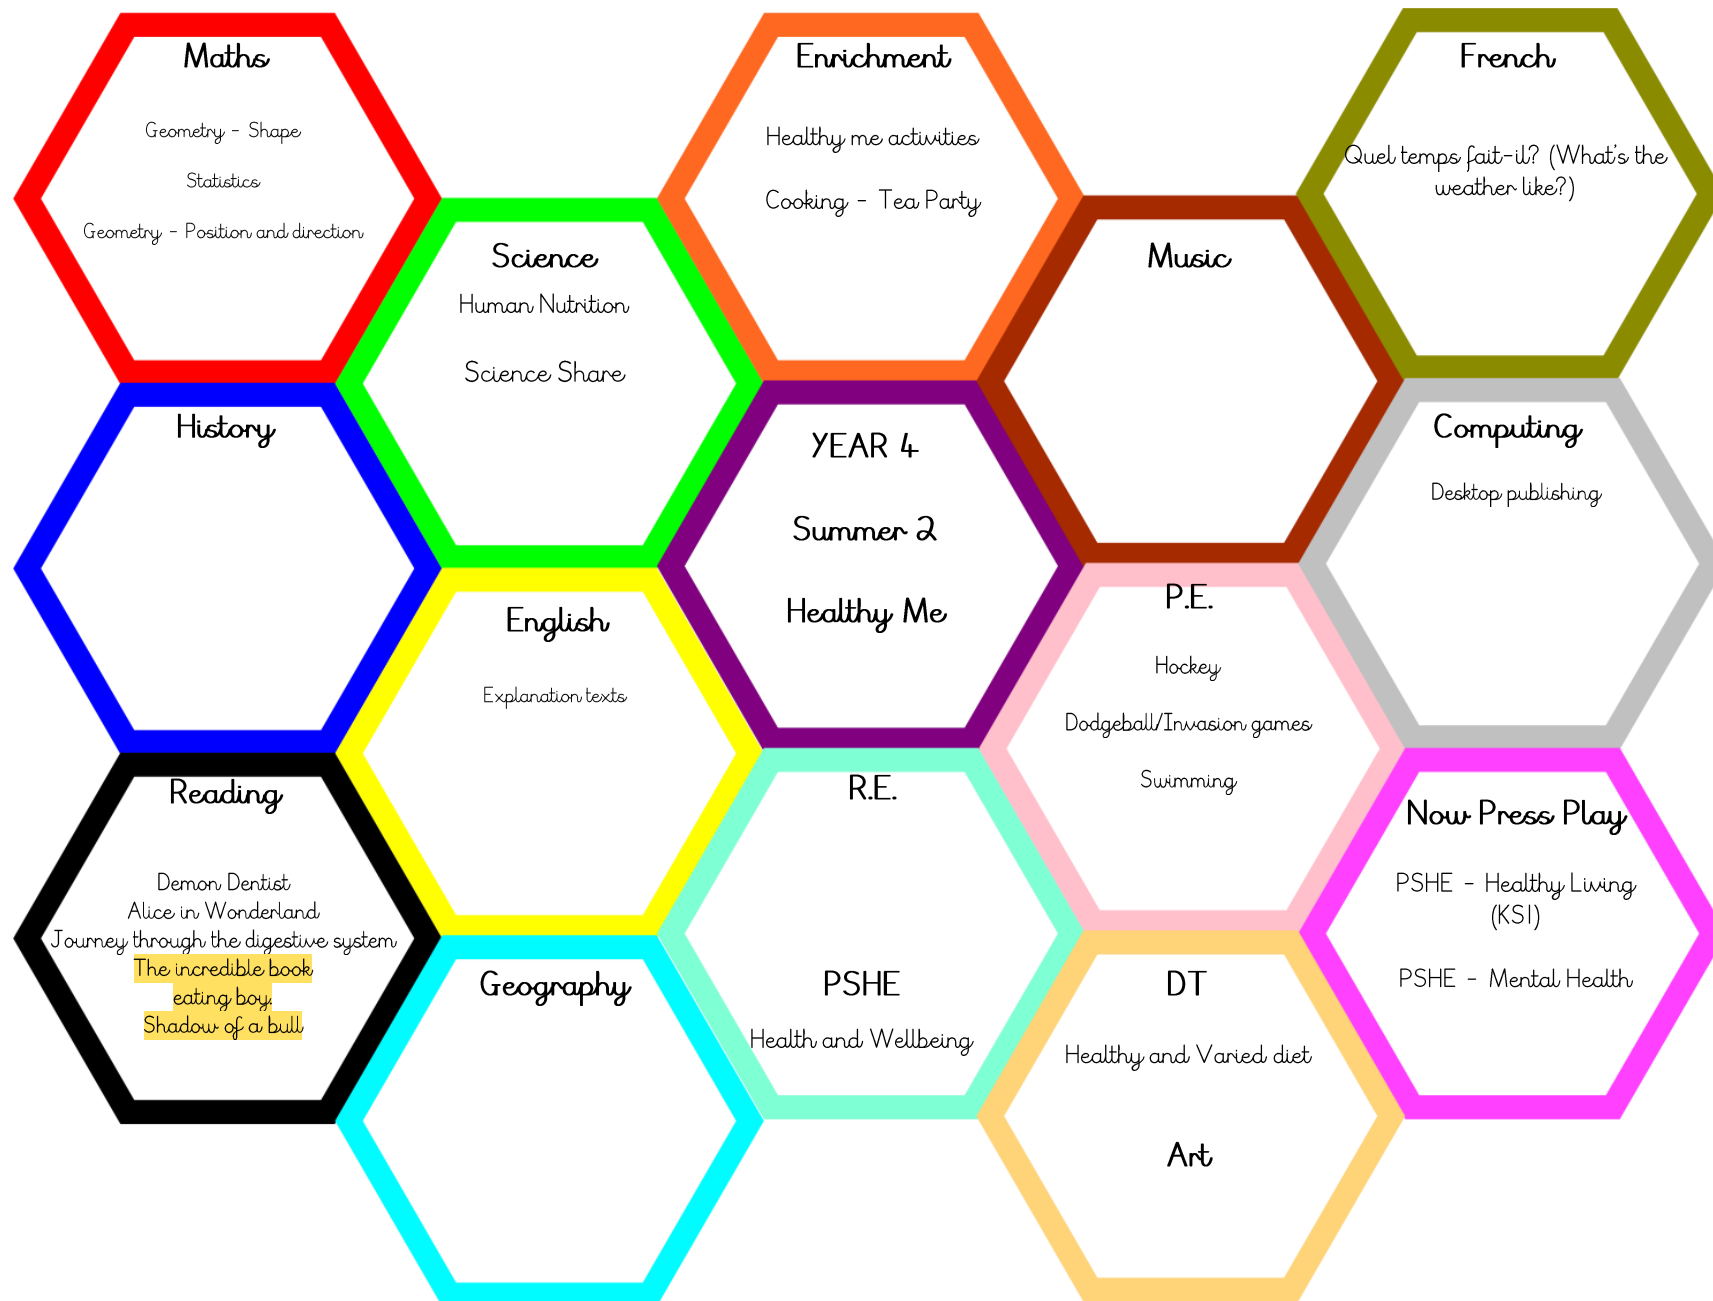 Maths
Geometry - Shape
Statistics
Geometry - Position and direction
Enrichment
Healthy me activities
Cooking - Tea Party
French
Quel temps fait-il? (What's the
weather like?)
Science
Human Nutrition
Science Share
Music
History
YEAR 4
Summer 2
Healthy Me
Computing
Desktop publishing
English
Explanation texts
P.E.
Hockey
Dodgeball/Invasion games
Swimming
Reading
Demon Dentist
Alice in Wonderland
Journey through the digestive system
The incredible book
eating boy.
Shadow of a bull
R.E.
PSHE
Health and Wellbeing
Now Press Play
PSHE - Healthy Living
(KS1)
PSHE - Mental Health
Geography
DT
Healthy and Varied diet
Art